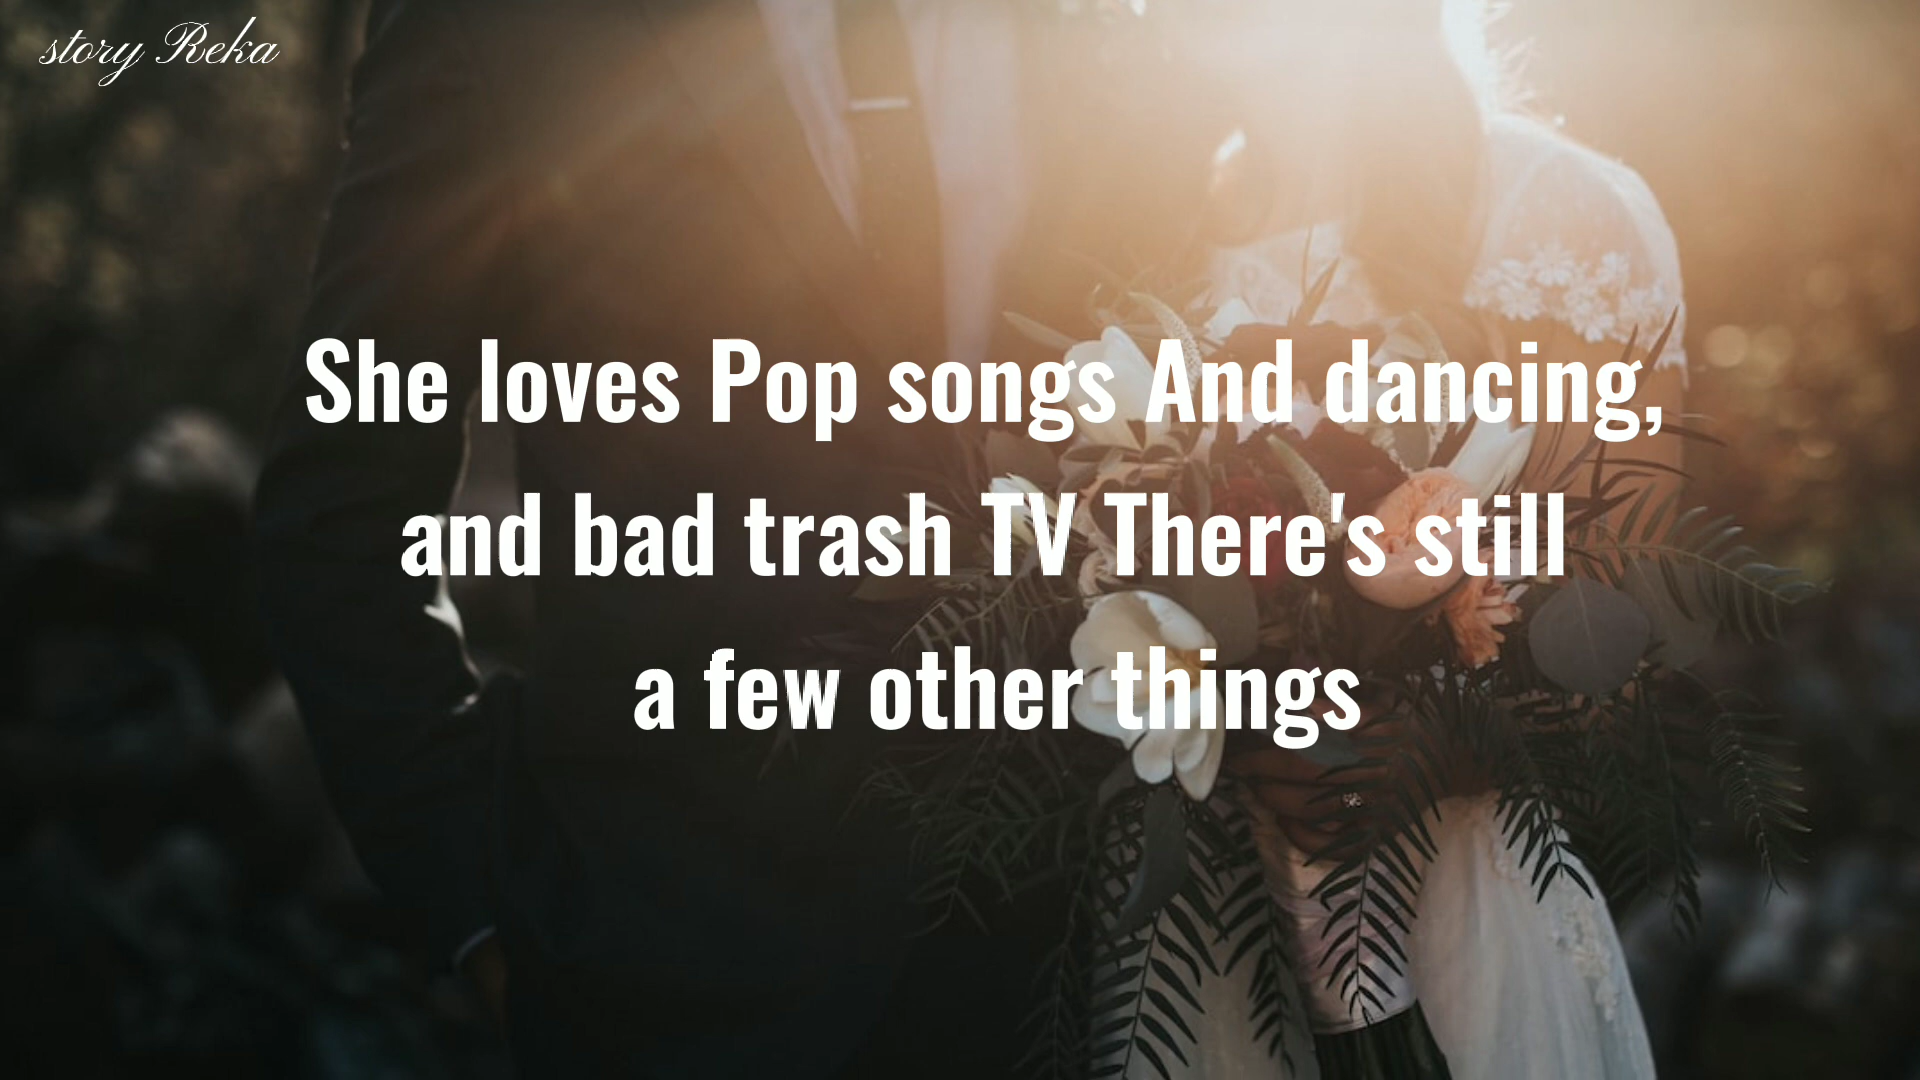 story Reka
She loves Pop songs And dancing,
and bad trash TV There's still
a few other things